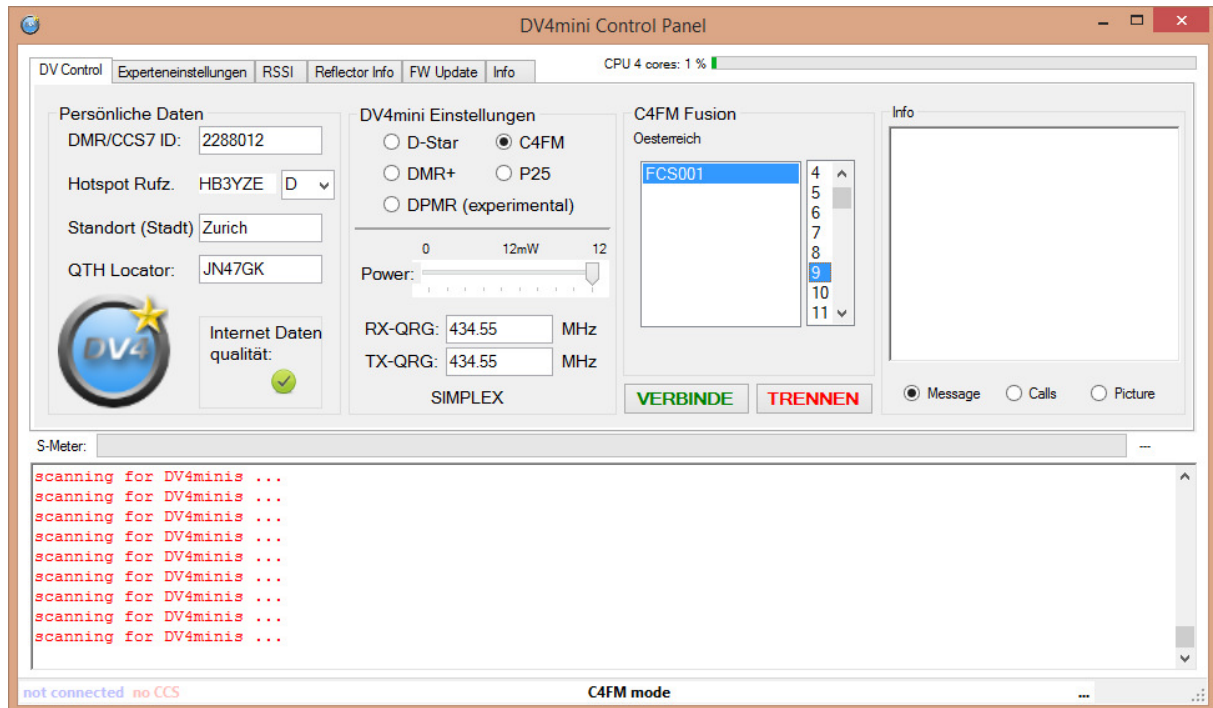 DV4mini Control Panel
DV Control Experteneinstellungen RSSI Reflector Info FW Update Info
CPU 4 cores: 1 %
Persönliche Daten
DMR/CCS7 ID: 2288012
Hotspot Rufz. HB3YZE D
Standort (Stadt) Zurich
QTH Locator: JN47GK
DV4
Internet Daten
qualität:
DV4mini Einstellungen
D-Star C4FM
DMR+ P25
DPMR (experimental)
0 12mW 12
Power:
RX-QRG: 434.55 MHz
TX-QRG: 434.55 MHz
SIMPLEX
C4FM Fusion
Oesterreich
FCS001
4
5
6
7
8
9
10
11
VERBINDE TRENNEN
Info
Message Calls Picture
S-Meter: ---
scanning for DV4minis ...
scanning for DV4minis ...
scanning for DV4minis ...
scanning for DV4minis ...
scanning for DV4minis ...
scanning for DV4minis ...
scanning for DV4minis ...
scanning for DV4minis ...
scanning for DV4minis ...
not connected no CCS C4FM mode ...